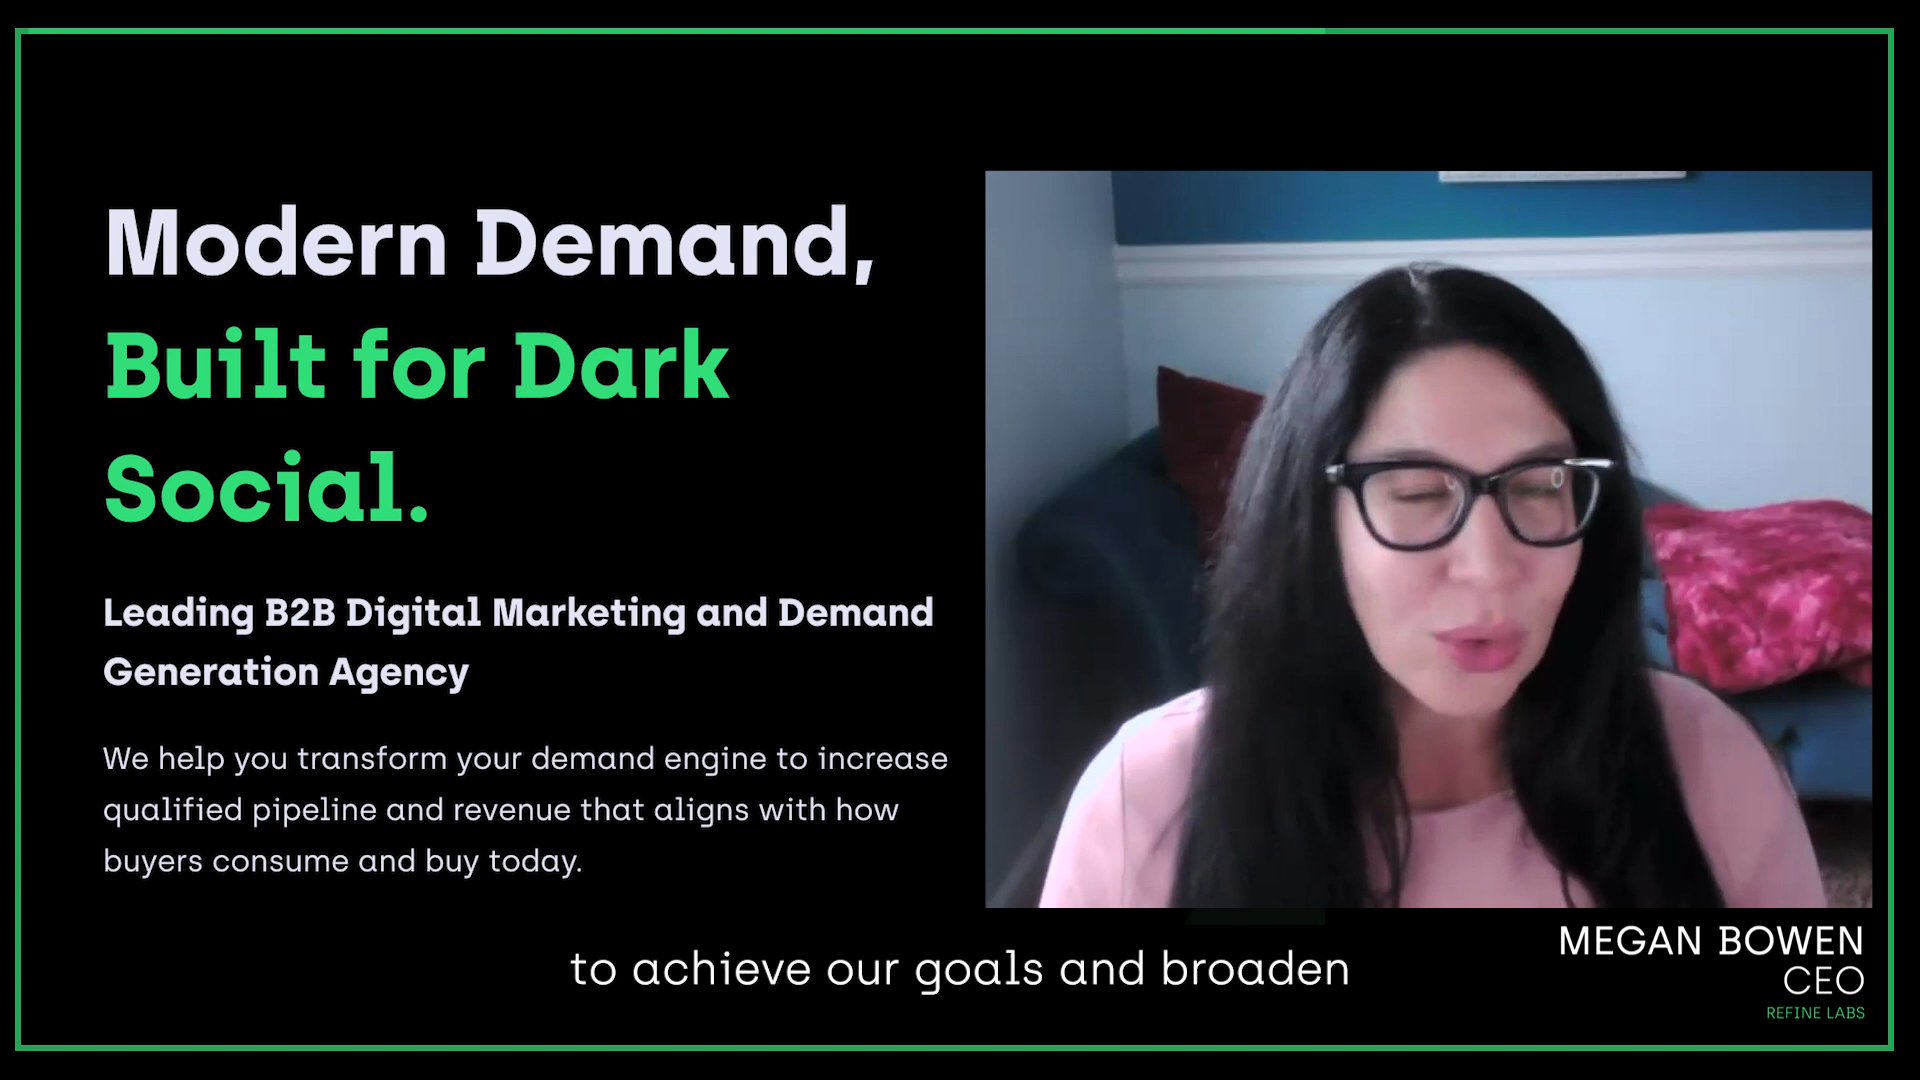 Modern Demand,
Built for Dark
Social.
Leading B2B Digital Marketing and Demand
Generation Agency
We help you transform your demand engine to increase
qualified pipeline and revenue that aligns with how
buyers consume and buy today.
to achieve our goals and broaden
MEGAN BOWEN
CEO
REFINE LABS